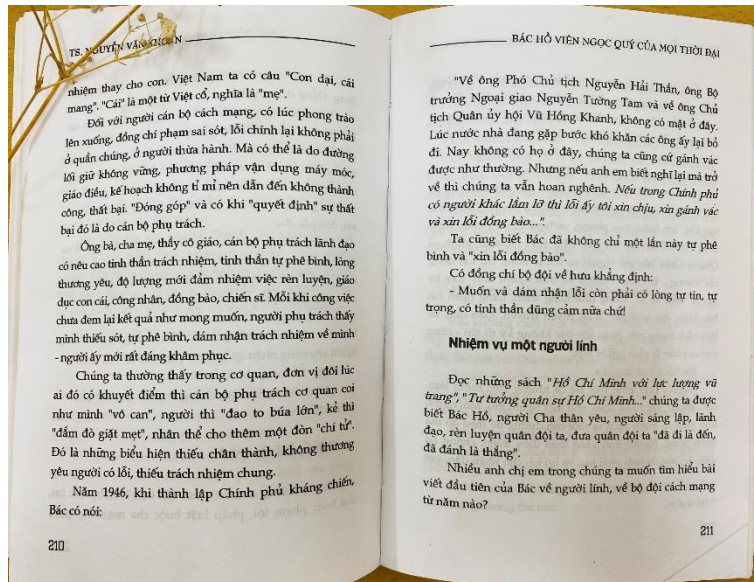 TS. NGUYỄN VĂN KHOAN
nhiệm thay cho con. Việt Nam ta có câu "Con dại, cái
mang". "Cái" là một từ Việt cổ, nghĩa là "mẹ".
Đối với người cán bộ cách mạng, có lúc phong trào
lên xuống, đồng chí phạm sai sót, lỗi chính lại không phải
ở quần chúng, ở người thừa hành. Mà có thể là do đường
lối giữ không vững, phương pháp vận dụng máy móc,
giáo điều, kế hoạch không tỉ mỉ nên dẫn đến không thành
công, thất bại. "Đóng góp" và có khi "quyết định" sự thất
bại đó là do cán bộ phụ trách.
Ông bà, cha mẹ, thầy cô giáo, cán bộ phụ trách lãnh đạo
có nêu cao tinh thần trách nhiệm, tinh thần tự phê bình, lòng
thương yêu, độ lượng mới đảm nhiệm việc rèn luyện, giáo
dục con cái, công nhân, đồng bào, chiến sĩ. Mỗi khi công việc
chưa đem lại kết quả như mong muốn, người phụ trách thấy
mình thiếu sót, tự phê bình, dám nhận trách nhiệm về mình
- người ấy mới rất đáng khâm phục.
Chúng ta thường thấy trong cơ quan, đơn vị đôi lúc
ai đó có khuyết điểm thì cán bộ phụ trách cơ quan coi
như mình "vô can", người thì "đao to búa lớn", kẻ thì
"đấm đò giặt mẹt", nhân thể cho thêm một đòn "chí tử".
Đó là những biểu hiện thiếu chân thành, không thương
yêu người có lỗi, thiếu trách nhiệm chung.
Năm 1946, khi thành lập Chính phủ kháng chiến,
Bác có nói:
210
BÁC HỒ VIÊN NGỌC QUÝ CỦA MỌI THỜI ĐẠI
"Về ông Phó Chủ tịch Nguyễn Hải Thần, ông Bộ
trưởng Ngoại giao Nguyễn Tường Tam và về ông Chủ
tịch Quân ủy hội Vũ Hồng Khanh, không có mặt ở đây.
Lúc nước nhà đang gặp bước khó khăn các ông ấy lại bỏ
đi. Nay không có họ ở đây, chúng ta cũng cứ gánh vác
được như thường. Nhưng nếu anh em biết nghĩ lại mà trở
về thì chúng ta vẫn hoan nghênh. Nếu trong Chính phủ
có người khác lầm lỡ thì lỗi ấy tôi xin chịu, xin gánh vác
và xin lỗi đồng bào...".
Ta cũng biết Bác đã không chỉ một lần này tự phê
bình và "xin lỗi đồng bào".
Có đồng chí bộ đội về hưu khẳng định:
- Muốn và dám nhận lỗi còn phải có lòng tự tin, tự
trọng, có tinh thần dũng cảm nữa chứ!
Nhiệm vụ một người lính
Đọc những sách "Hồ Chí Minh với lực lượng vũ
trang", "Tư tưởng quân sự Hồ Chí Minh..." chúng ta được
biết Bác Hồ, người Cha thân yêu, người sáng lập, lãnh
đạo, rèn luyện quân đội ta, đưa quân đội ta "đã đi là đến,
đã đánh là thắng".
Nhiều anh chị em trong chúng ta muốn tìm hiểu bài
viết đầu tiên của Bác về người lính, về bộ đội cách mạng
từ năm nào?
211